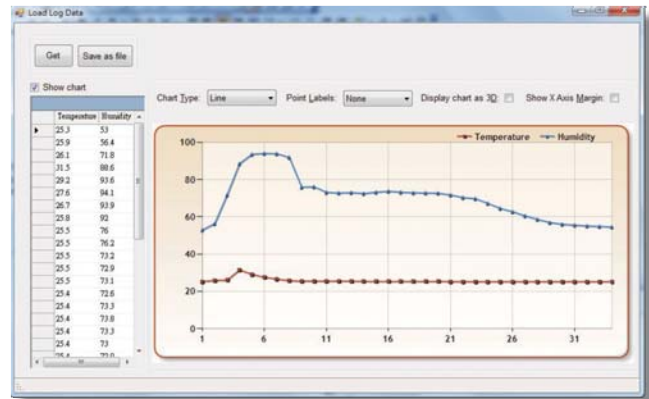 Load Log Data
Get
Save as file
Show chart
Chart Type: Line
Point Labels: None
Display chart as 3D:
Show X Axis Margin:
Temperature Humidity
25.3 53
25.9 56.4
26.1 71.8
31.5 88.6
29.2 93.6
27.6 94.1
26.7 93.9
25.8 92
25.5 76
25.5 76.2
25.5 73.2
25.5 72.9
25.5 73.1
25.4 72.6
25.4 73.3
25.4 73.8
25.4 73.3
25.4 73
25.4 72.9
Temperature Humidity
100
80
60
40
20
0
1 6 11 16 21 26 31